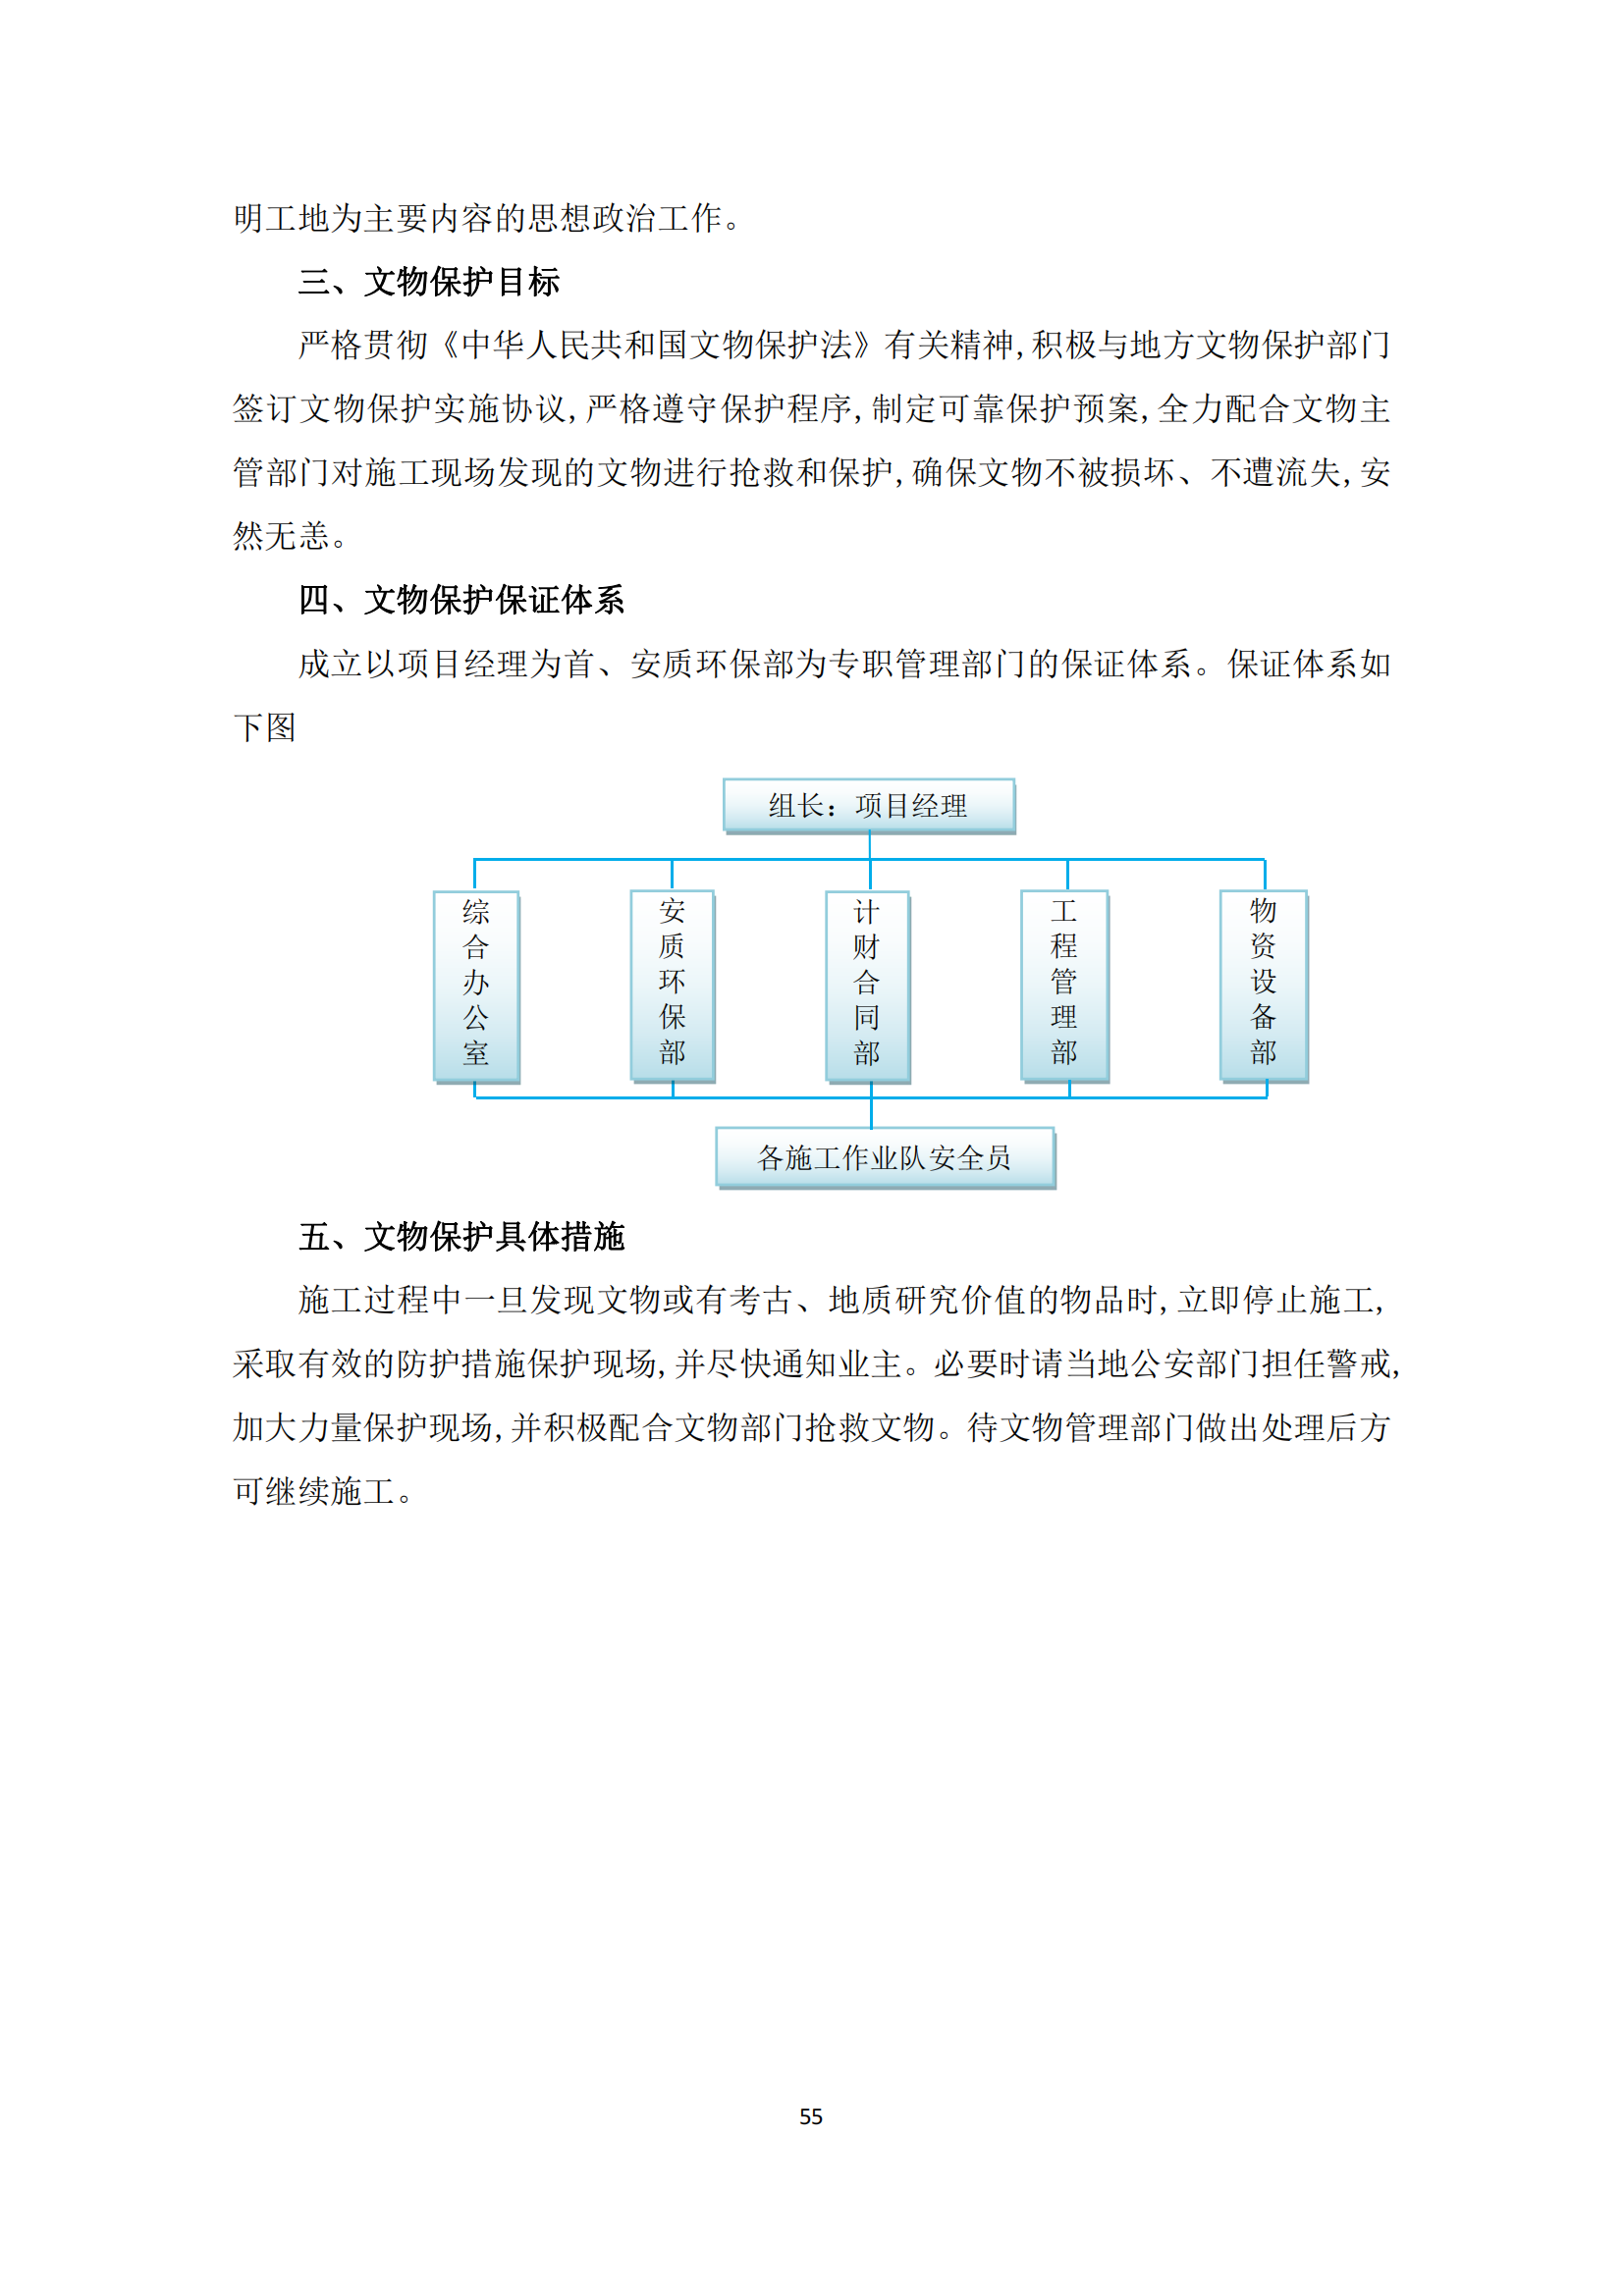 明工地为主要内容的思想政治工作。
三、文物保护目标
严格贯彻《中华人民共和国文物保护法》有关精神,积极与地方文物保护部门
签订文物保护实施协议,严格遵守保护程序,制定可靠保护预案,全力配合文物主
管部门对施工现场发现的文物进行抢救和保护,确保文物不被损坏、不遭流失,安
然无恙。
四、文物保护保证体系
成立以项目经理为首、安质环保部为专职管理部门的保证体系。保证体系如
下图
组长：项目经理
综合办公室
安质环保部
计财合同部
工程管理部
物资设备部
各施工作业队安全员
五、文物保护具体措施
施工过程中一旦发现文物或有考古、地质研究价值的物品时,立即停止施工,
采取有效的防护措施保护现场,并尽快通知业主。必要时请当地公安部门担任警戒,
加大力量保护现场,并积极配合文物部门抢救文物。待文物管理部门做出处理后方
可继续施工。
55